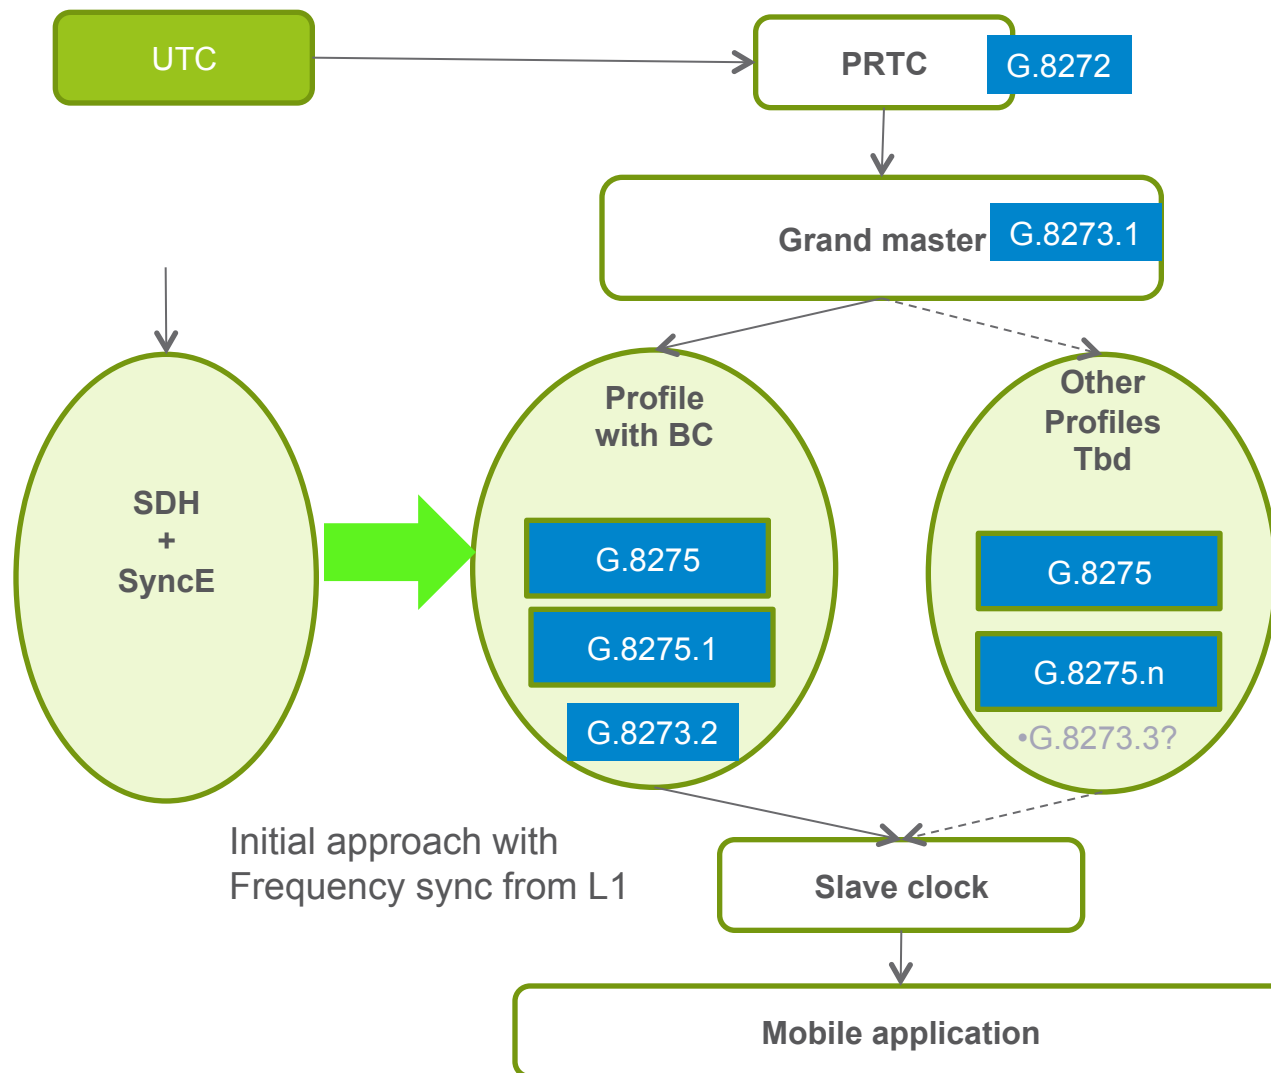 UTC
PRTC
G.8272
Grand master
G.8273.1
SDH
+
SyncE
Profile
with BC
G.8275
G.8275.1
G.8273.2
Other
Profiles
Tbd
G.8275
G.8275.n
•G.8273.3?
Initial approach with
Frequency sync from L1
Slave clock
Mobile application